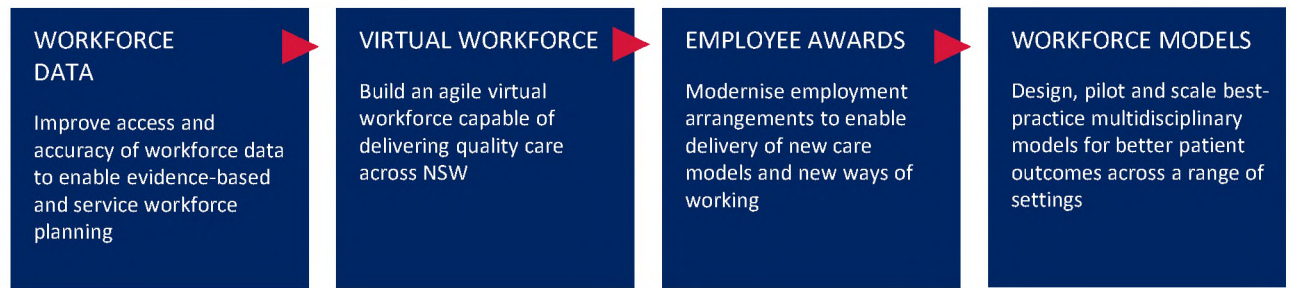 WORKFORCE
DATA
Improve access and
accuracy of workforce data
to enable evidence-based
and service workforce
planning
VIRTUAL WORKFORCE
Build an agile virtual
workforce capable of
delivering quality care
across NSW
EMPLOYEE AWARDS
Modernise employment
arrangements to enable
delivery of new care
models and new ways of
working
WORKFORCE MODELS
Design, pilot and scale best-
practice multidisciplinary
models for better patient
outcomes across a range of
settings